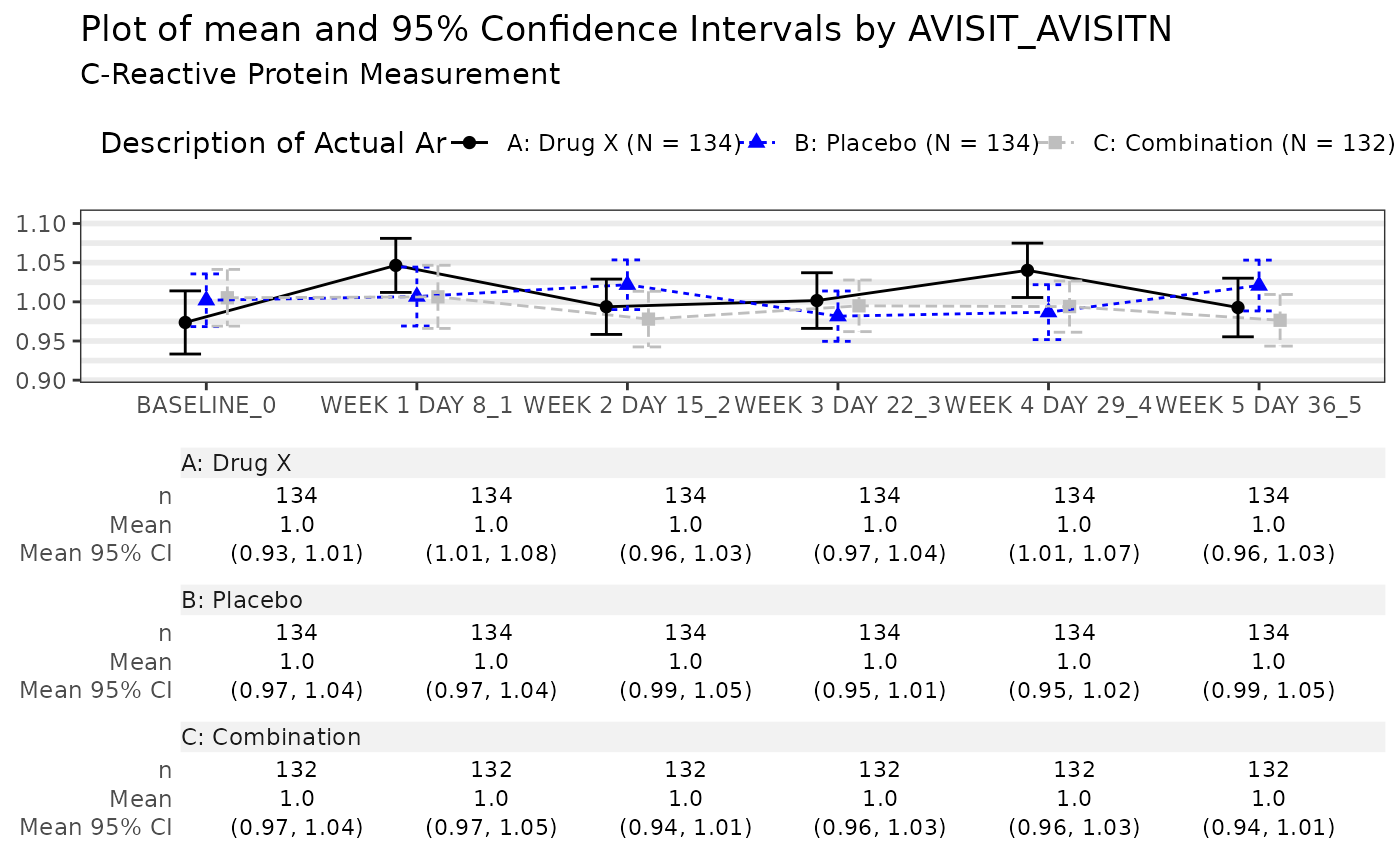 Plot of mean and 95% Confidence Intervals by AVISIT_AVISITN
C-Reactive Protein Measurement
Description of Actual Ar A: Drug X (N = 134) B: Placebo (N = 134) C: Combination (N = 132)
1.10
1.05
1.00
0.95
0.90
BASELINE_0 WEEK 1 DAY 8_1 WEEK 2 DAY 15_2 WEEK 3 DAY 22_3 WEEK 4 DAY 29_4 WEEK 5 DAY 36_5
A: Drug X
n 134 134 134 134 134 134
Mean 1.0 1.0 1.0 1.0 1.0 1.0
Mean 95% CI (0.93, 1.01) (1.01, 1.08) (0.96, 1.03) (0.97, 1.04) (1.01, 1.07) (0.96, 1.03)
B: Placebo
n 134 134 134 134 134 134
Mean 1.0 1.0 1.0 1.0 1.0 1.0
Mean 95% CI (0.97, 1.04) (0.97, 1.04) (0.99, 1.05) (0.95, 1.01) (0.95, 1.02) (0.99, 1.05)
C: Combination
n 132 132 132 132 132 132
Mean 1.0 1.0 1.0 1.0 1.0 1.0
Mean 95% CI (0.97, 1.04) (0.97, 1.05) (0.94, 1.01) (0.96, 1.03) (0.96, 1.03) (0.94, 1.01)